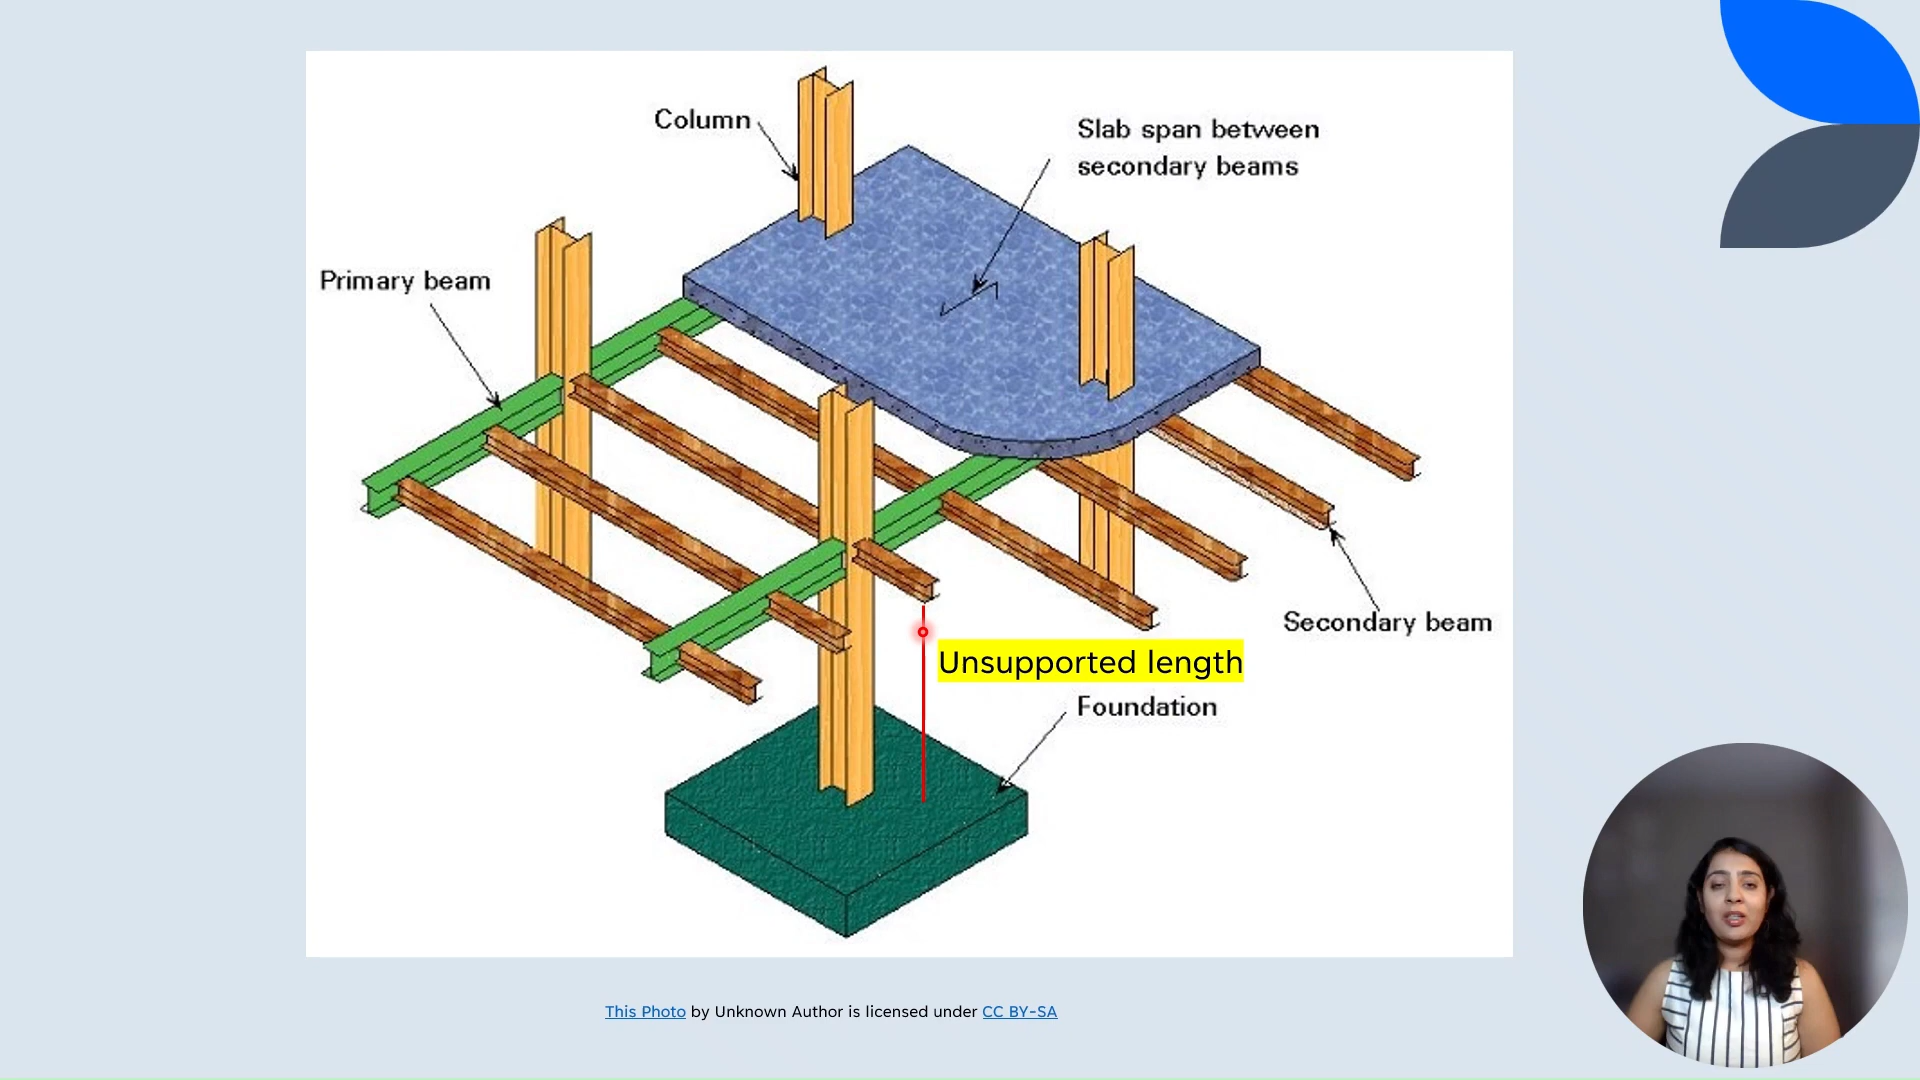 Column
Slab span between
secondary beams
Primary beam
Secondary beam
Unsupported length
Foundation
This Photo by Unknown Author is licensed under CC BY-SA